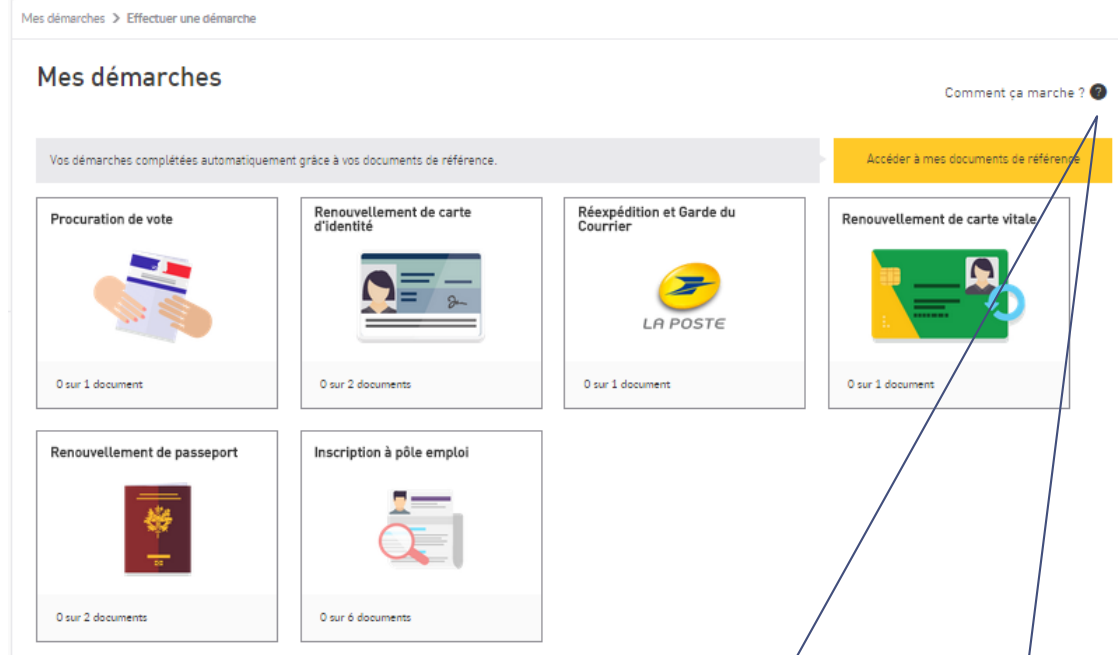 Mes démarches > Effectuer une démarche
Mes démarches
Comment ça marche ? ?
Vos démarches complétées automatiquement grâce à vos documents de référence.
Accéder à mes documents de référence
Procuration de vote
0 sur 1 document
Renouvellement de carte
d'identité
0 sur 2 documents
Réexpédition et Garde du
Courrier
LA POSTE
0 sur 1 document
Renouvellement de carte vitale
0 sur 1 document
Renouvellement de passeport
0 sur 2 documents
Inscription à pôle emploi
0 sur 6 documents